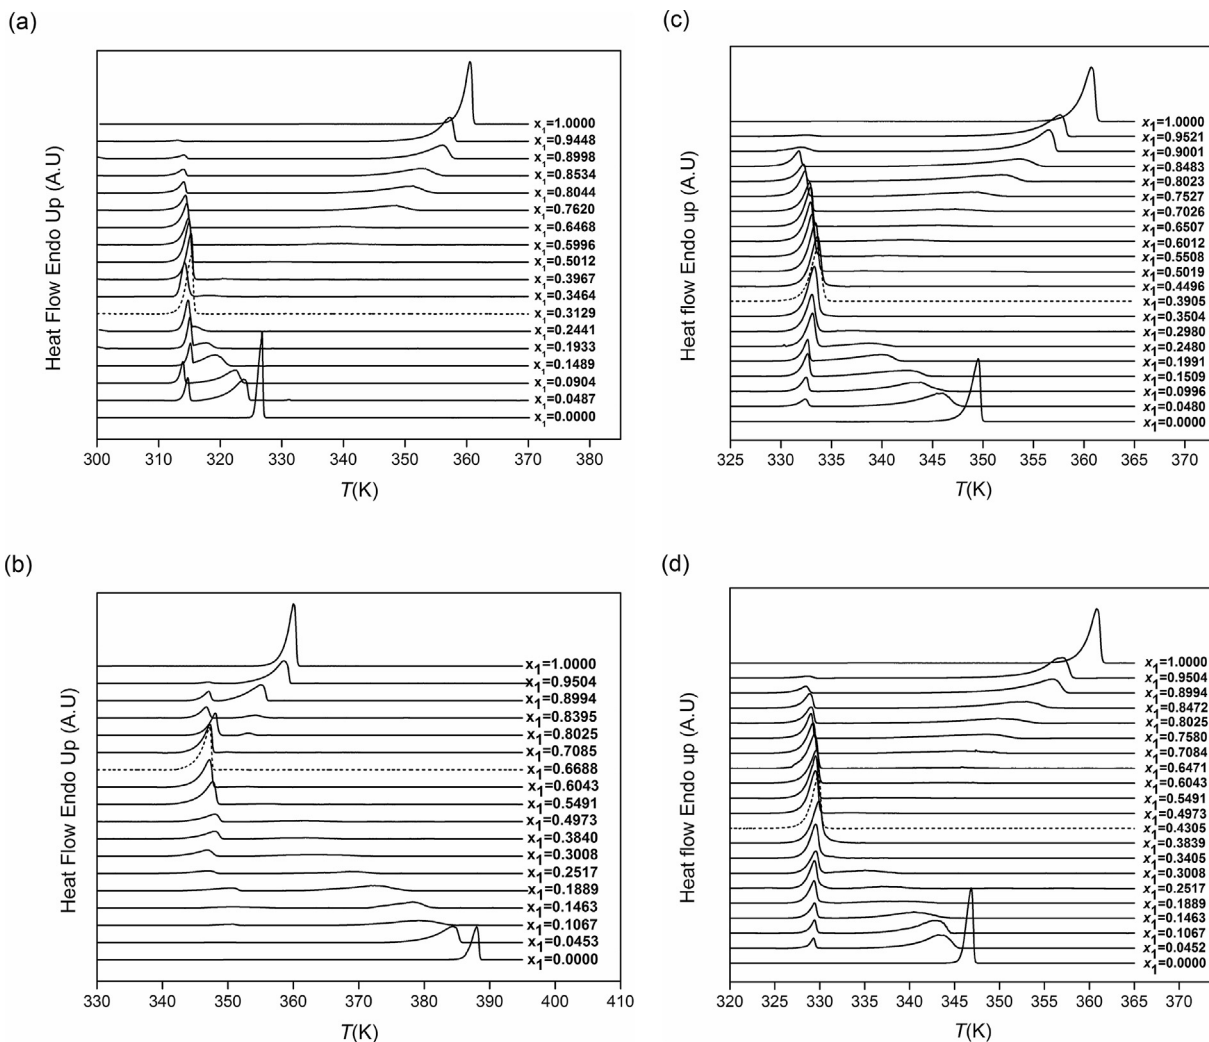 (a)
Heat Flow Endo Up (A.U)
x1=1.0000
x1=0.9448
x1=0.8998
x1=0.8534
x1=0.8044
x1=0.7620
x1=0.6468
x1=0.5996
x1=0.5012
x1=0.3967
x1=0.3464
x1=0.3129
x1=0.2441
x1=0.1933
x1=0.1489
x1=0.0904
x1=0.0487
x1=0.0000
300 310 320 330 340 350 360 370 380
T(K)
(c)
Heat flow Endo up (A.U)
x1=1.0000
x1=0.9521
x1=0.9001
x1=0.8483
x1=0.8023
x1=0.7527
x1=0.7026
x1=0.6507
x1=0.6012
x1=0.5508
x1=0.5019
x1=0.4496
x1=0.3905
x1=0.3504
x1=0.2980
x1=0.2480
x1=0.1991
x1=0.1509
x1=0.0996
x1=0.0480
x1=0.0000
325 330 335 340 345 350 355 360 365 370
T(K)
(b)
Heat Flow Endo Up (A.U)
x1=1.0000
x1=0.9504
x1=0.8994
x1=0.8395
x1=0.8025
x1=0.7085
x1=0.6688
x1=0.6043
x1=0.5491
x1=0.4973
x1=0.3840
x1=0.3008
x1=0.2517
x1=0.1889
x1=0.1463
x1=0.1067
x1=0.0453
x1=0.0000
330 340 350 360 370 380 390 400 410
T(K)
(d)
Heat flow Endo up (A.U)
x1=1.0000
x1=0.9504
x1=0.8994
x1=0.8472
x1=0.8025
x1=0.7580
x1=0.7084
x1=0.6471
x1=0.6043
x1=0.5491
x1=0.4973
x1=0.4305
x1=0.3839
x1=0.3405
x1=0.3008
x1=0.2517
x1=0.1889
x1=0.1463
x1=0.1067
x1=0.0452
x1=0.0000
320 325 330 335 340 345 350 355 360 365 370
T(K)